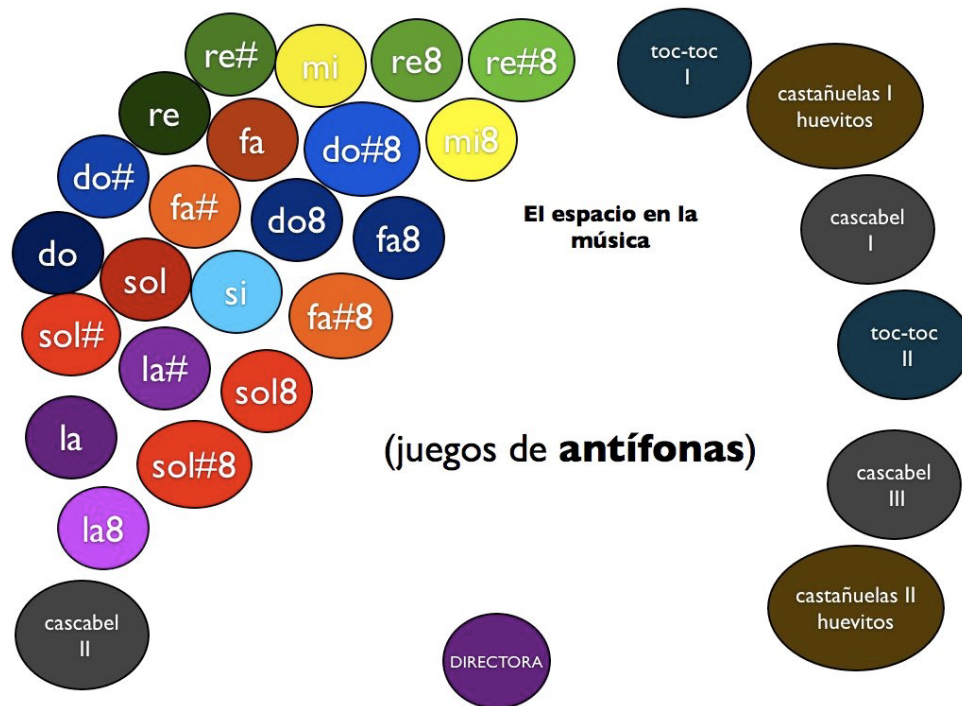 re#
mi
re8
re#8
toc-toc
I
re
fa
do#8
mi8
castañuelas I
huevitos
do#
fa#
do8
fa8
El espacio en la
música
cascabel
I
do
sol
si
fa#8
sol#
la#
sol8
toc-toc
II
la
sol#8
(juegos de antífonas)
cascabel
III
la8
cascabel
II
DIRECTORA
castañuelas II
huevitos